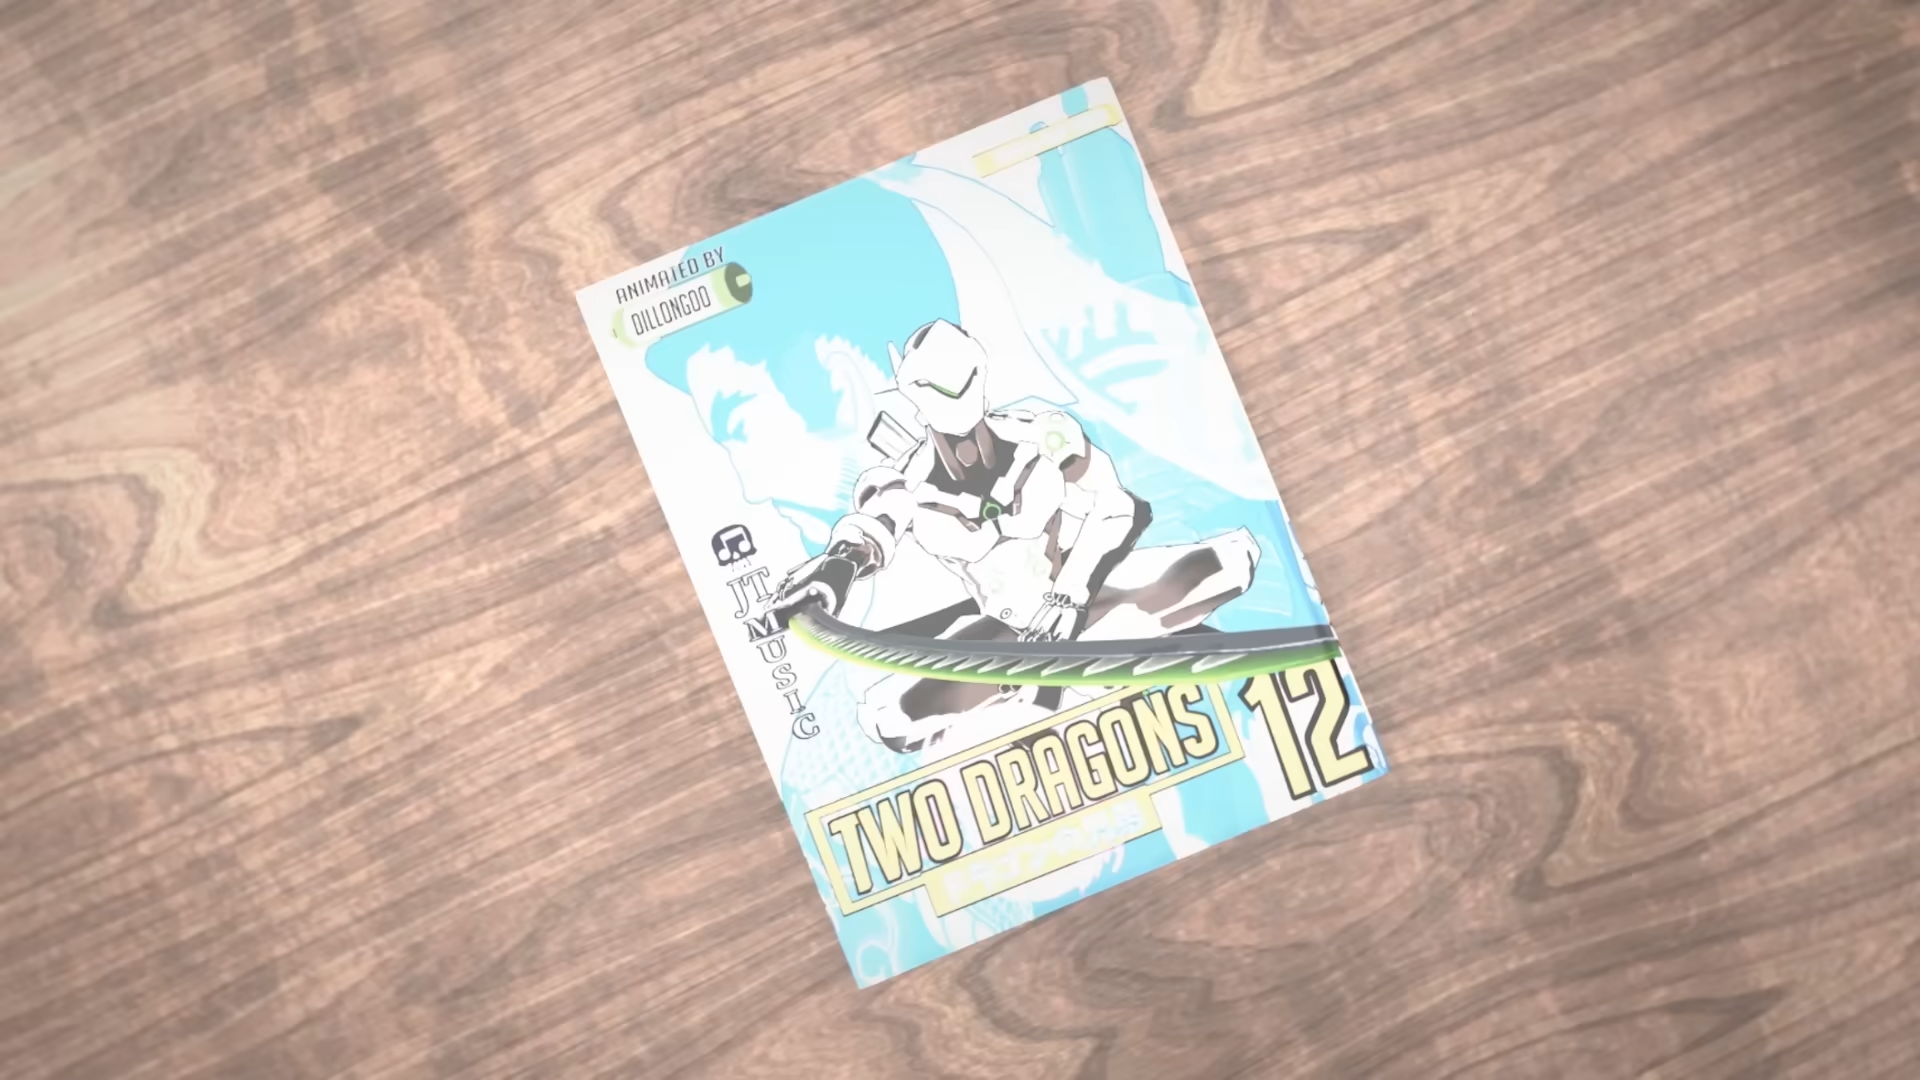 ANIMATED BY
DILLONGOO
JT
MUSIC
TWO DRAGONS
12